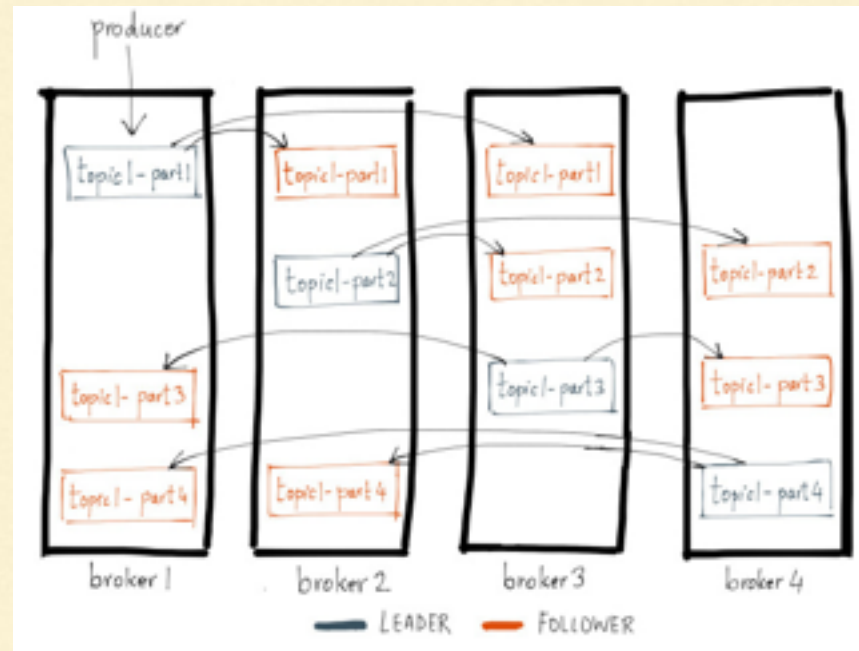 producer
topic1-part1 topic1-part1 topic1-part1
topic1-part2 topic1-part2 topic1-part2
topic1-part3 topic1-part3 topic1-part3
topic1-part4 topic1-part4 topic1-part4
broker 1 broker 2 broker 3 broker 4
LEADER FOLLOWER